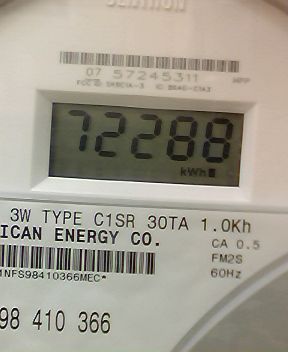 07 57245311
72288
kWh
3W TYPE C1SR 30TA 1.0Kh
ICAN ENERGY CO.
CA 0.5
FM2S
60Hz
1NFS98410366MEC*
98 410 366